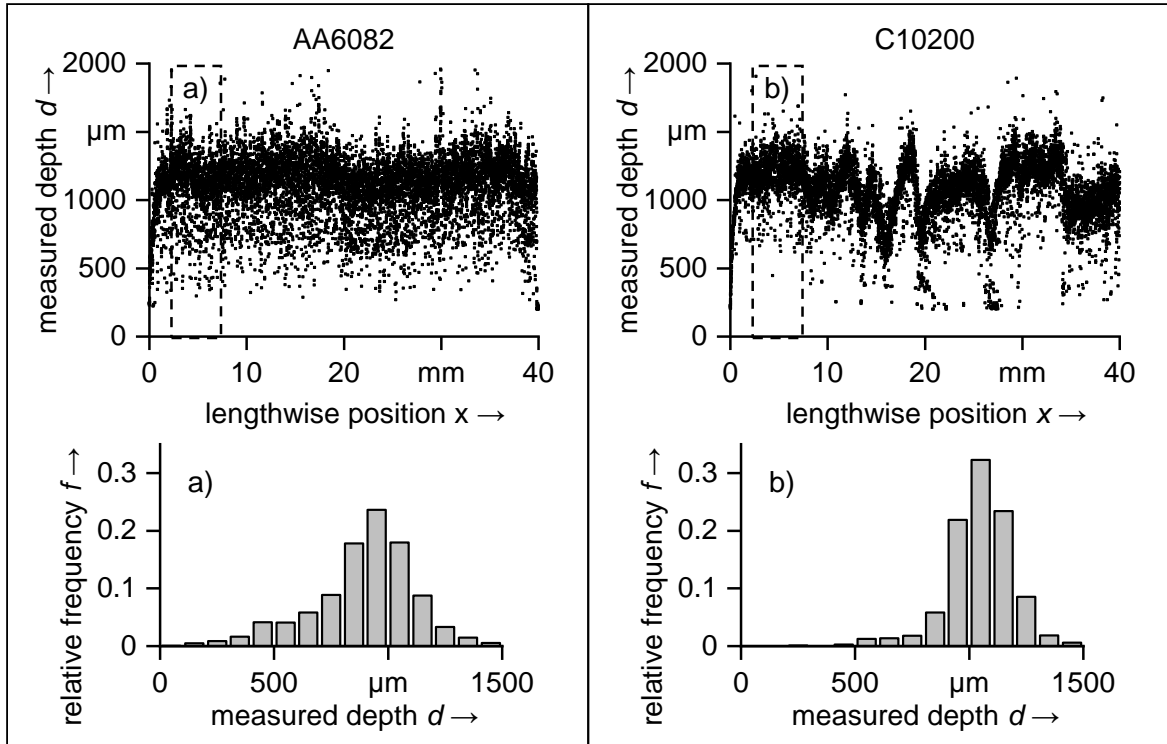 AA6082
measured depth d →
2000
µm
1000
500
0
a)
0
10
20
mm
40
lengthwise position x →
C10200
measured depth d →
2000
µm
1000
500
0
b)
0
10
20
mm
40
lengthwise position x →
relative frequency f →
0.3
0.2
0.1
0
a)
0
500
µm
1500
measured depth d →
relative frequency f →
0.3
0.2
0.1
0
b)
0
500
µm
1500
measured depth d →